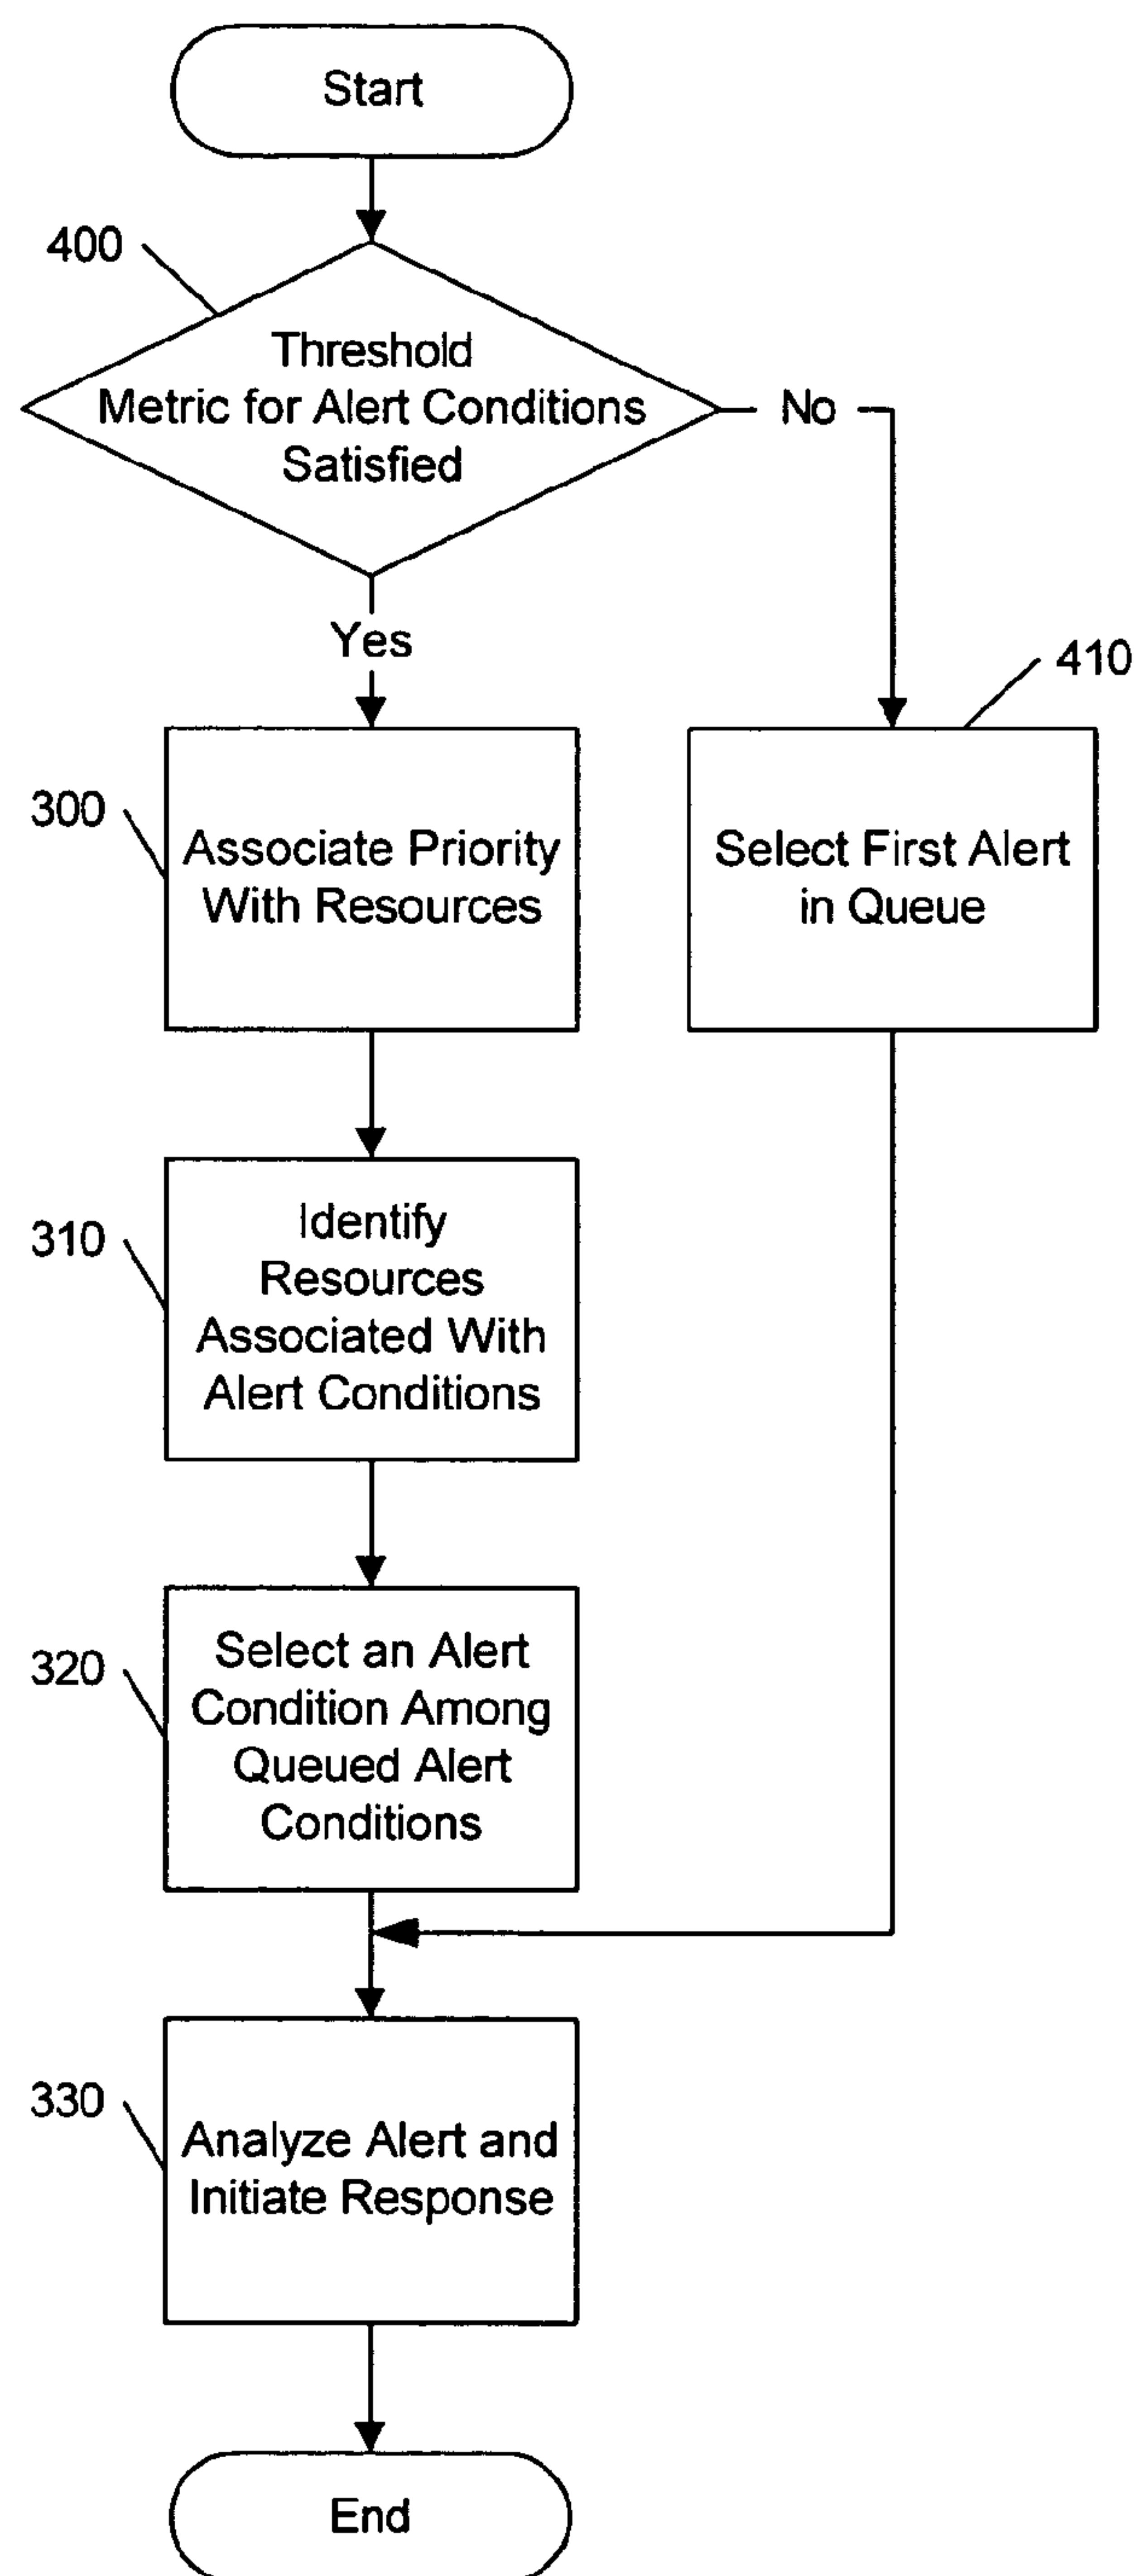 Start
400
Threshold
Metric for Alert Conditions
Satisfied
No
Yes
410
300
Associate Priority
With Resources
Select First Alert
in Queue
310
Identify
Resources
Associated With
Alert Conditions
320
Select an Alert
Condition Among
Queued Alert
Conditions
330
Analyze Alert and
Initiate Response
End